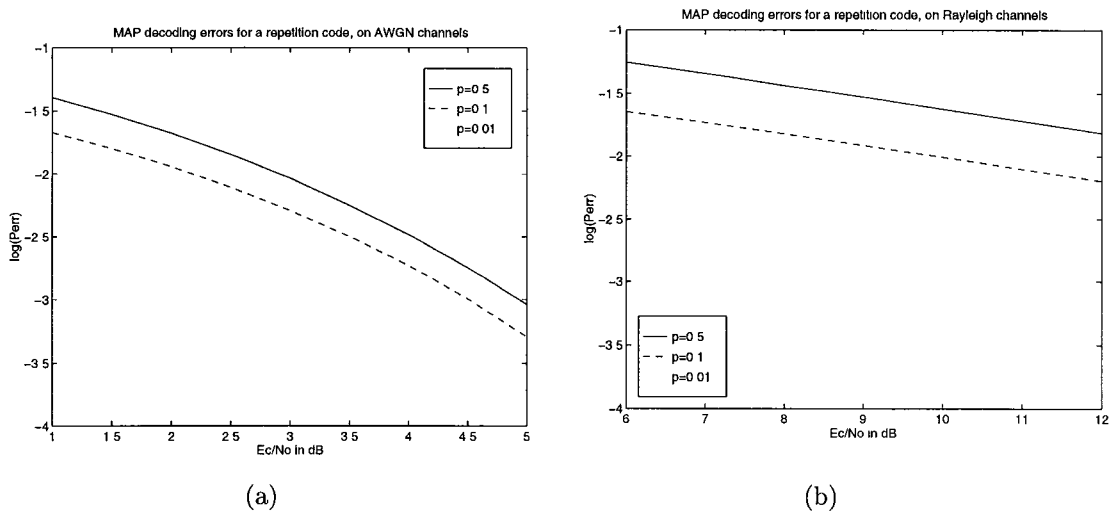 MAP decoding errors for a repetition code, on AWGN channels
-1
-1 5
-2
-2 5
-3
-3 5
-4
log(Perr)
p=0 5
p=0 1
p=0 01
1
1 5
2
2 5
3
3 5
4
4 5
5
Ec/No in dB
(a)
MAP decoding errors for a repetition code, on Rayleigh channels
-1
-1 5
-2
-2 5
-3
-3 5
-4
log(Perr)
p=0 5
p=0 1
p=0 01
6
7
8
9
10
11
12
Ec/No in dB
(b)